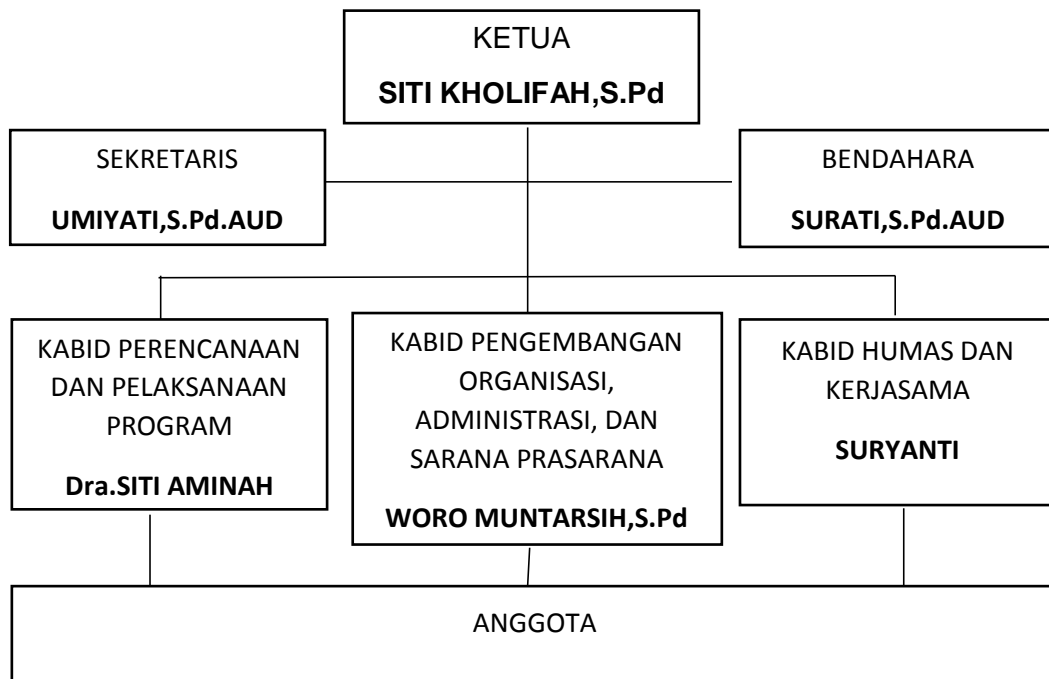 KETUA
SITI KHOLIFAH,S.Pd
SEKRETARIS
UMIYATI,S.Pd.AUD
BENDAHARA
SURATI,S.Pd.AUD
KABID PERENCANAAN
DAN PELAKSANAAN
PROGRAM
Dra.SITI AMINAH
KABID PENGEMBANGAN
ORGANISASI,
ADMINISTRASI, DAN
SARANA PRASARANA
WORO MUNTARSIH,S.Pd
KABID HUMAS DAN
KERJASAMA
SURYANTI
ANGGOTA